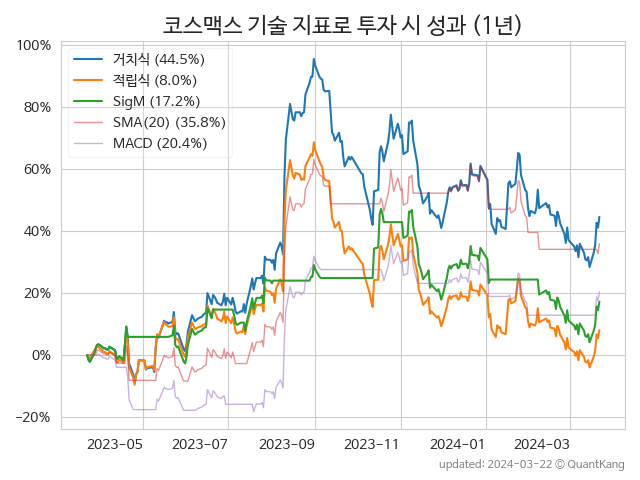 코스맥스 기술 지표로 투자 시 성과 (1년)
100%
80%
60%
40%
20%
0%
−20%
거치식 (44.5%)
적립식 (8.0%)
SigM (17.2%)
SMA(20) (35.8%)
MACD (20.4%)
2023-05
2023-07
2023-09
2023-11
2024-01
2024-03
updated: 2024-03-22 © QuantKang